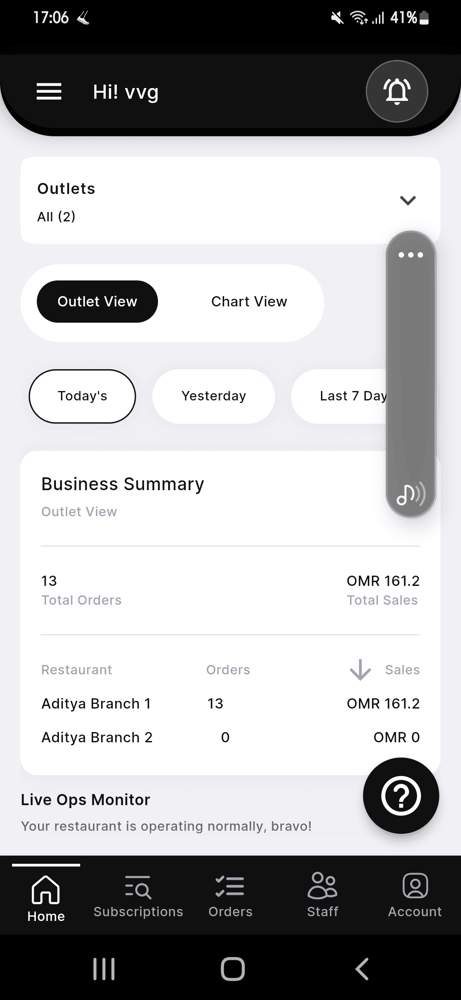 17:06
41%
Hi! vvg
Outlets
All (2)
Outlet View
Chart View
Today's
Yesterday
Last 7 Day
Business Summary
Outlet View
13
OMR 161.2
Total Orders
Total Sales
Restaurant
Orders
Sales
Aditya Branch 1
13
OMR 161.2
Aditya Branch 2
0
OMR 0
Live Ops Monitor
Your restaurant is operating normally, bravo!
Home
Subscriptions
Orders
Staff
Account